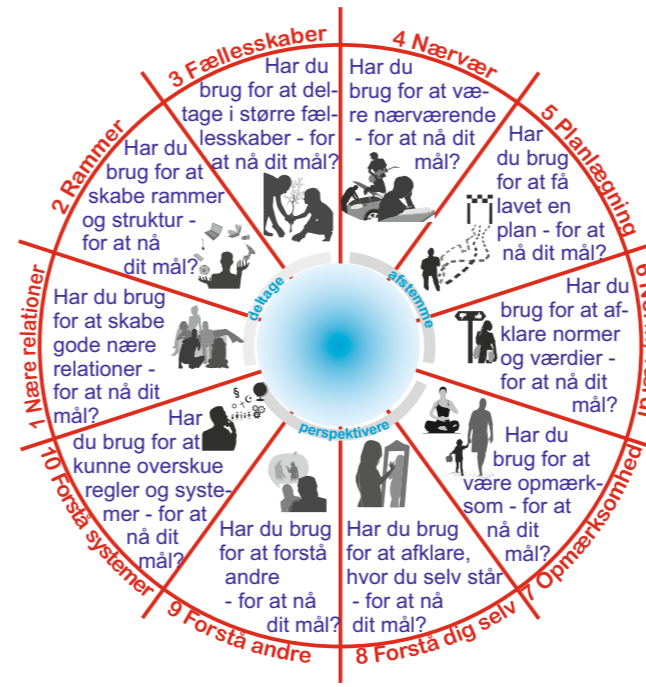 1 Nære relationer
Har du brug
for at skabe
gode nære
relationer -
for at nå dit
mål?
2 Rammer
Har du
brug for at
skabe rammer
og struktur -
for at nå
dit mål?
3 Fællesskaber
Har du
brug for at del-
tage i større fæl-
lesskaber - for
at nå dit mål?
4 Nærvær
Har du
brug for at væ-
re nærværende
- for at nå dit
mål?
5 Planlægning
Har
du brug
for at få
lavet en
plan - for at
nå dit mål?
6
Har du
brug for at af-
klare normer
og værdier -
for at nå dit
mål?
7 Opmærksomhed
Har du
brug for at
være opmærk-
som - for at
nå dit
mål?
8 Forstå dig selv
Har du brug
for at afklare,
hvor du selv står
- for at nå
dit mål?
9 Forstå andre
Har du brug
for at forstå
andre
- for at nå
dit mål?
10 Forstå systemer
Har
du brug for at
kunne overskue
regler og syste-
mer - for at
nå dit
mål?
deltage
afstemme
perspektivere
§